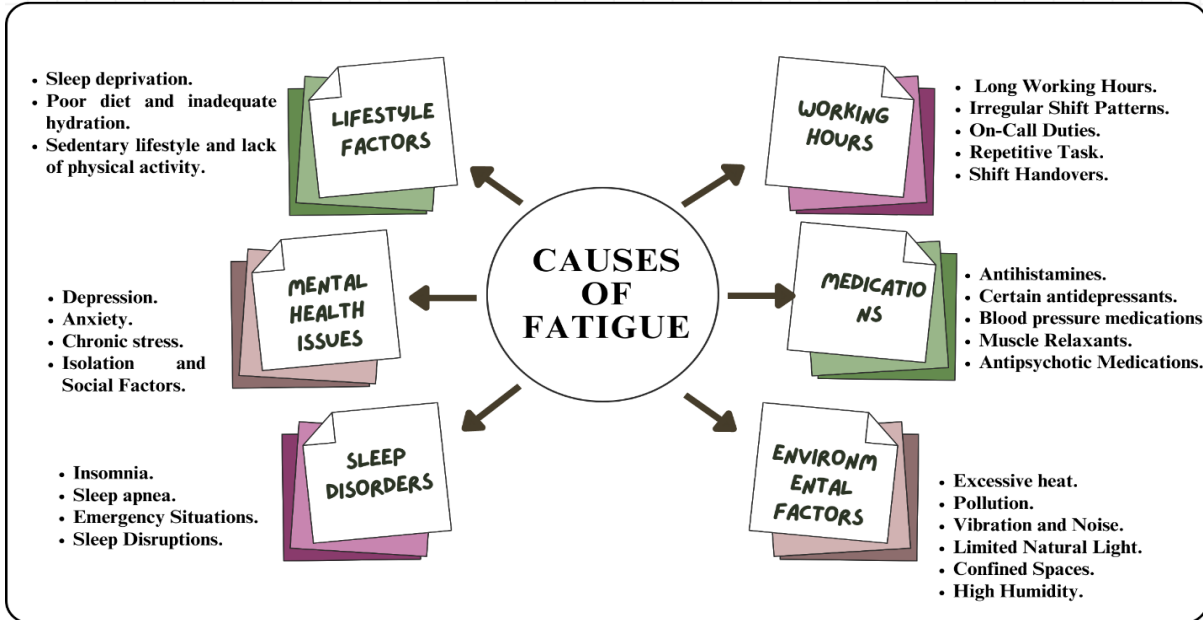 • Sleep deprivation.
• Poor diet and inadequate
hydration.
• Sedentary lifestyle and lack
of physical activity.
LIFESTYLE
FACTORS
WORKING
HOURS
• Long Working Hours.
• Irregular Shift Patterns.
• On-Call Duties.
• Repetitive Task.
• Shift Handovers.
CAUSES
OF
FATIGUE
• Depression.
• Anxiety.
• Chronic stress.
• Isolation and
Social Factors.
MENTAL
HEALTH
ISSUES
MEDICATIO
NS
• Antihistamines.
• Certain antidepressants.
• Blood pressure medications
• Muscle Relaxants.
• Antipsychotic Medications.
• Insomnia.
• Sleep apnea.
• Emergency Situations.
• Sleep Disruptions.
SLEEP
DISORDERS
ENVIRONM
ENTAL
FACTORS
• Excessive heat.
• Pollution.
• Vibration and Noise.
• Limited Natural Light.
• Confined Spaces.
• High Humidity.